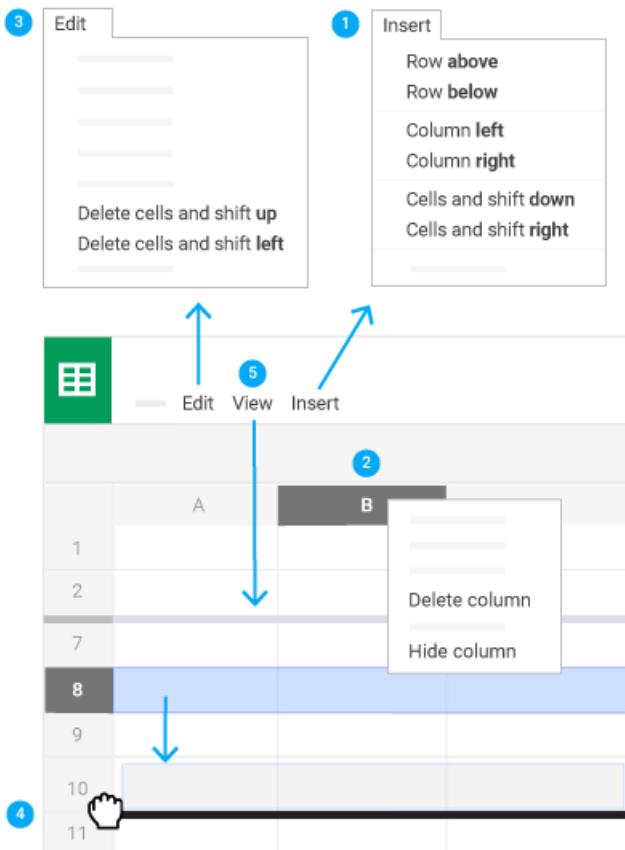 3
Edit
Delete cells and shift up
Delete cells and shift left
1
Insert
Row above
Row below
Column left
Column right
Cells and shift down
Cells and shift right
5
Edit View Insert
2
A B
1
2
7
8
9
10
4
11
Delete column
Hide column